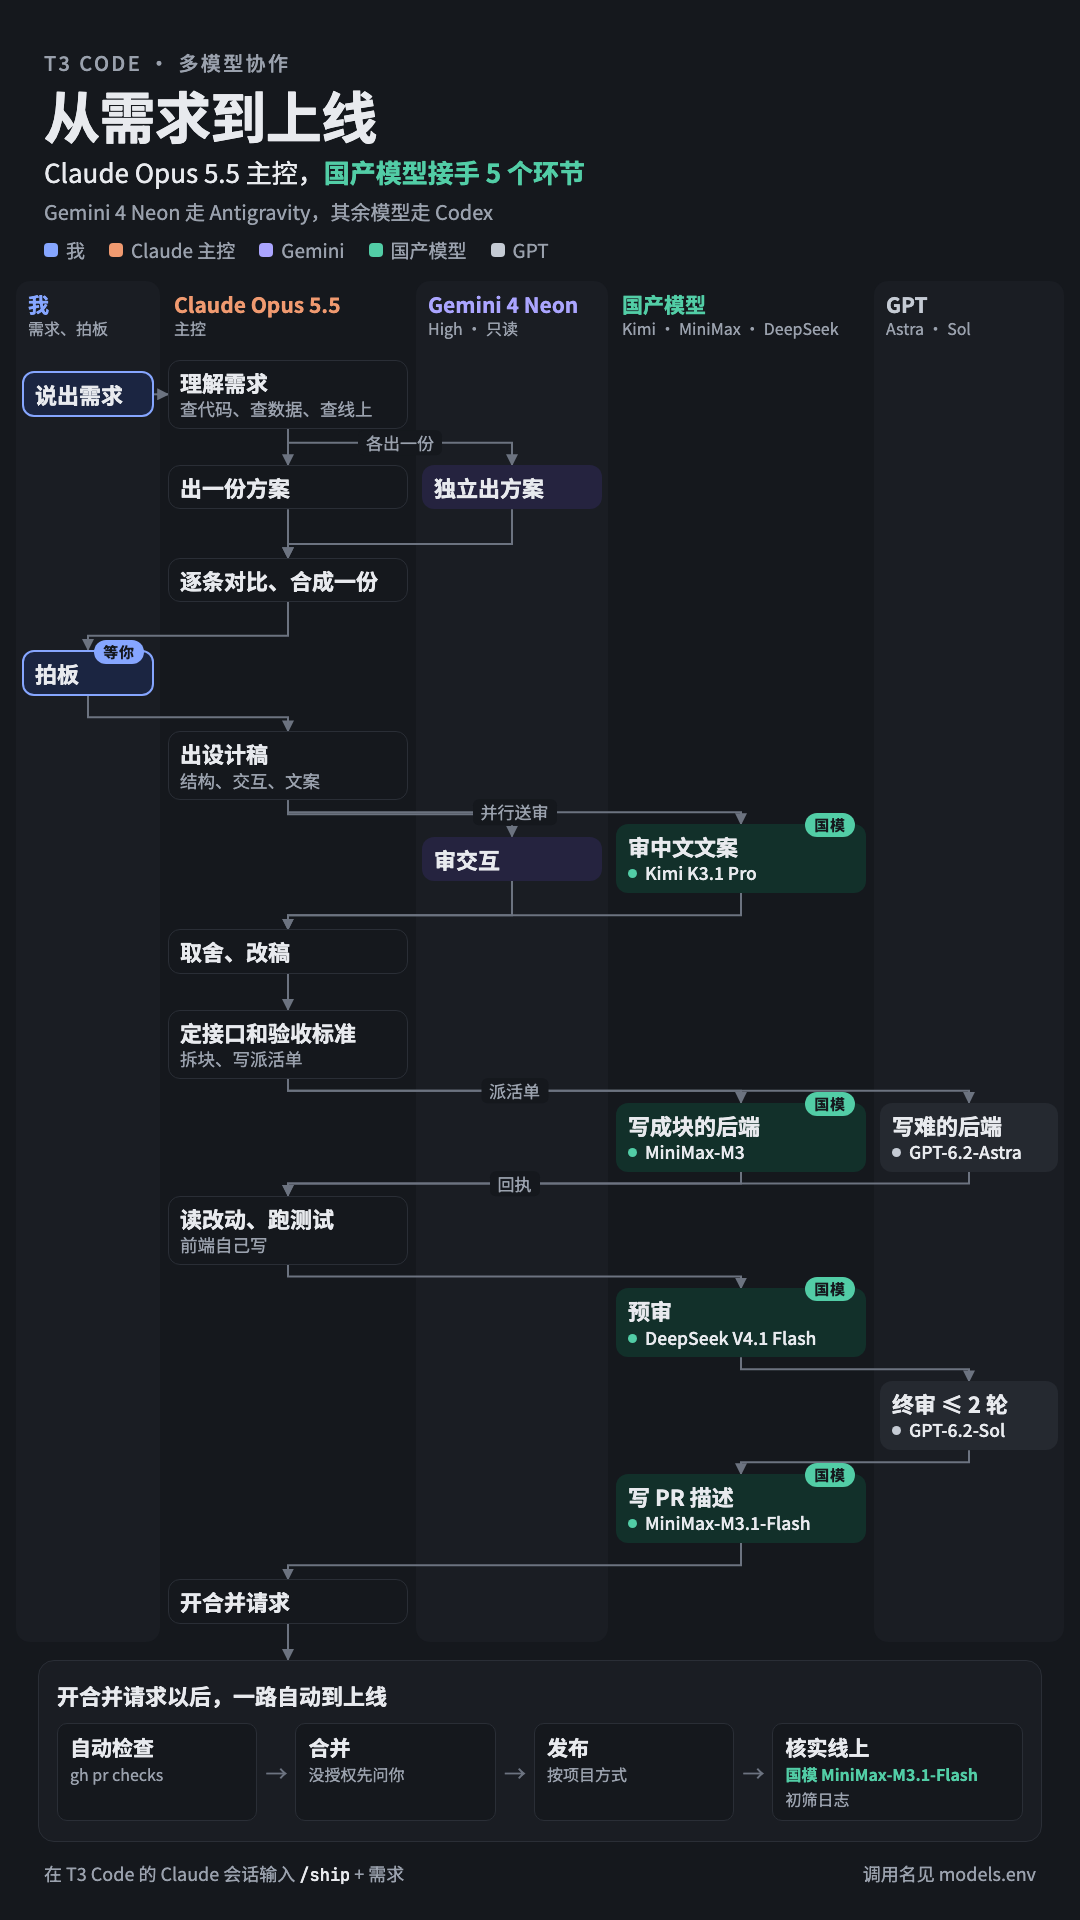 T3 CODE • 多模型协作
从需求到上线
Claude Opus 5.5 主控，国产模型接手 5 个环节
Gemini 4 Neon 走 Antigravity，其余模型走 Codex
我
Claude 主控
Gemini
国产模型
GPT
我
需求、拍板
Claude Opus 5.5
主控
Gemini 4 Neon
High • 只读
国产模型
Kimi • MiniMax • DeepSeek
GPT
Astra • Sol
说出需求
理解需求
查代码、查数据、查线上
各出一份
出一份方案
独立出方案
逐条对比、合成一份
等你
拍板
出设计稿
结构、交互、文案
并行送审
审交互
国模
审中文文案
Kimi K3.1 Pro
取舍、改稿
定接口和验收标准
拆块、写派活单
派活单
国模
写成块的后端
MiniMax-M3
写难的后端
GPT-6.2-Astra
回执
读改动、跑测试
前端自己写
国模
预审
DeepSeek V4.1 Flash
终审 ≤ 2 轮
GPT-6.2-Sol
国模
写 PR 描述
MiniMax-M3.1-Flash
开合并请求
开合并请求以后，一路自动到上线
自动检查
gh pr checks
→
合并
没授权先问你
→
发布
按项目方式
→
核实线上
国模 MiniMax-M3.1-Flash
初筛日志
在 T3 Code 的 Claude 会话输入 /ship + 需求
调用名见 models.env